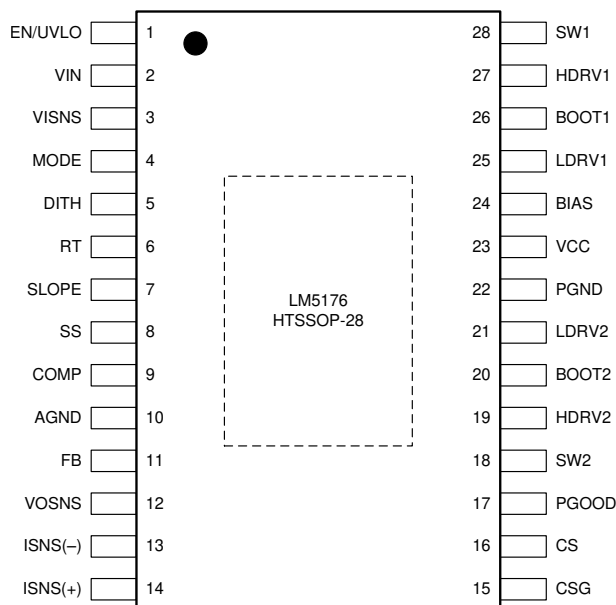 EN/UVLO 1 28 SW1
VIN 2 27 HDRV1
VISNS 3 26 BOOT1
MODE 4 25 LDRV1
DITH 5 24 BIAS
RT 6 23 VCC
SLOPE 7 22 PGND
LM5176
HTSSOP-28
SS 8 21 LDRV2
COMP 9 20 BOOT2
AGND 10 19 HDRV2
FB 11 18 SW2
VOSNS 12 17 PGOOD
ISNS(–) 13 16 CS
ISNS(+) 14 15 CSG